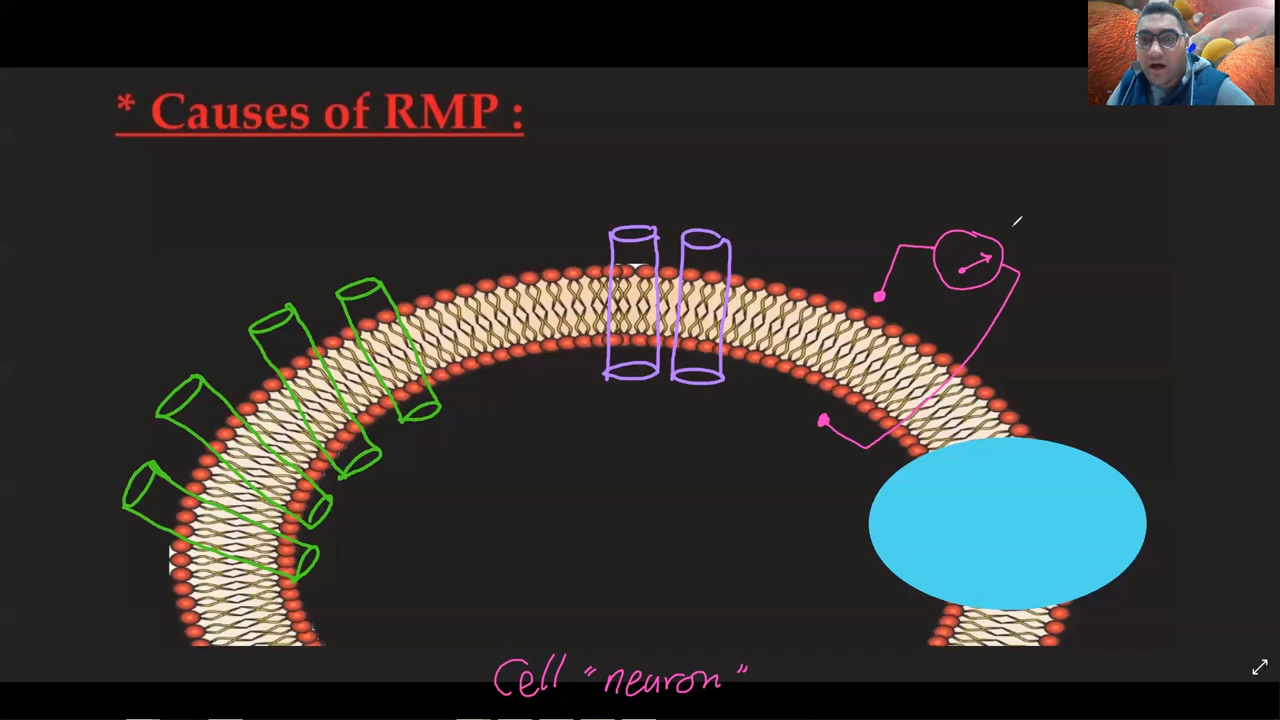 * Causes of RMP :
Cell "neuron"